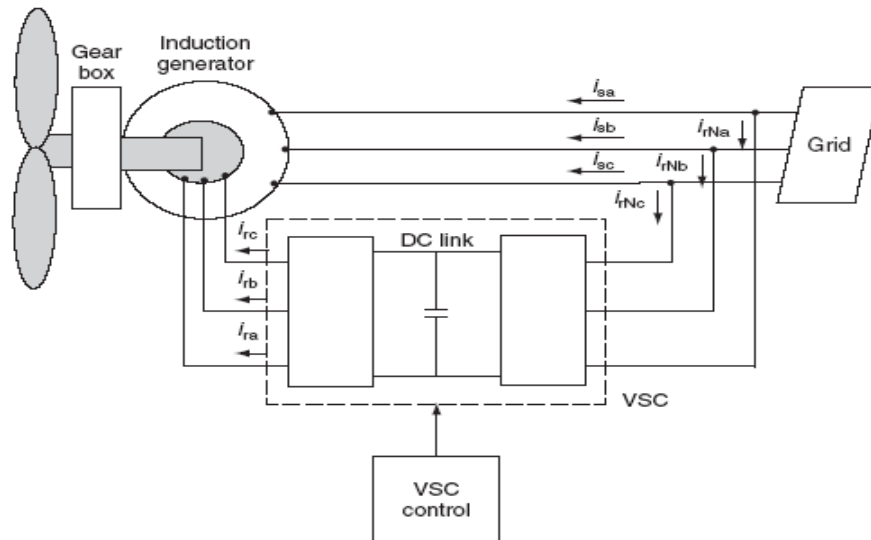 Gear
box
Induction
generator
isa
isb
isc
irNa
irNb
irNc
Grid
irc
irb
ira
DC link
VSC
VSC
control